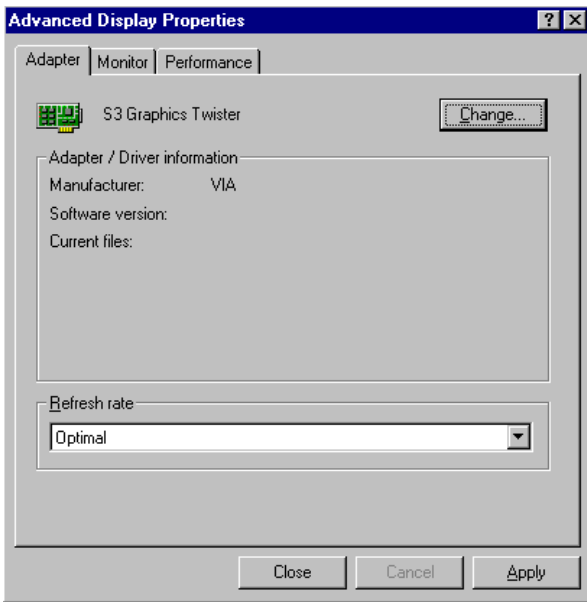 Advanced Display Properties
Adapter Monitor Performance
S3 Graphics Twister Change...
Adapter / Driver information
Manufacturer: VIA
Software version:
Current files:
Refresh rate
Optimal
Close Cancel Apply